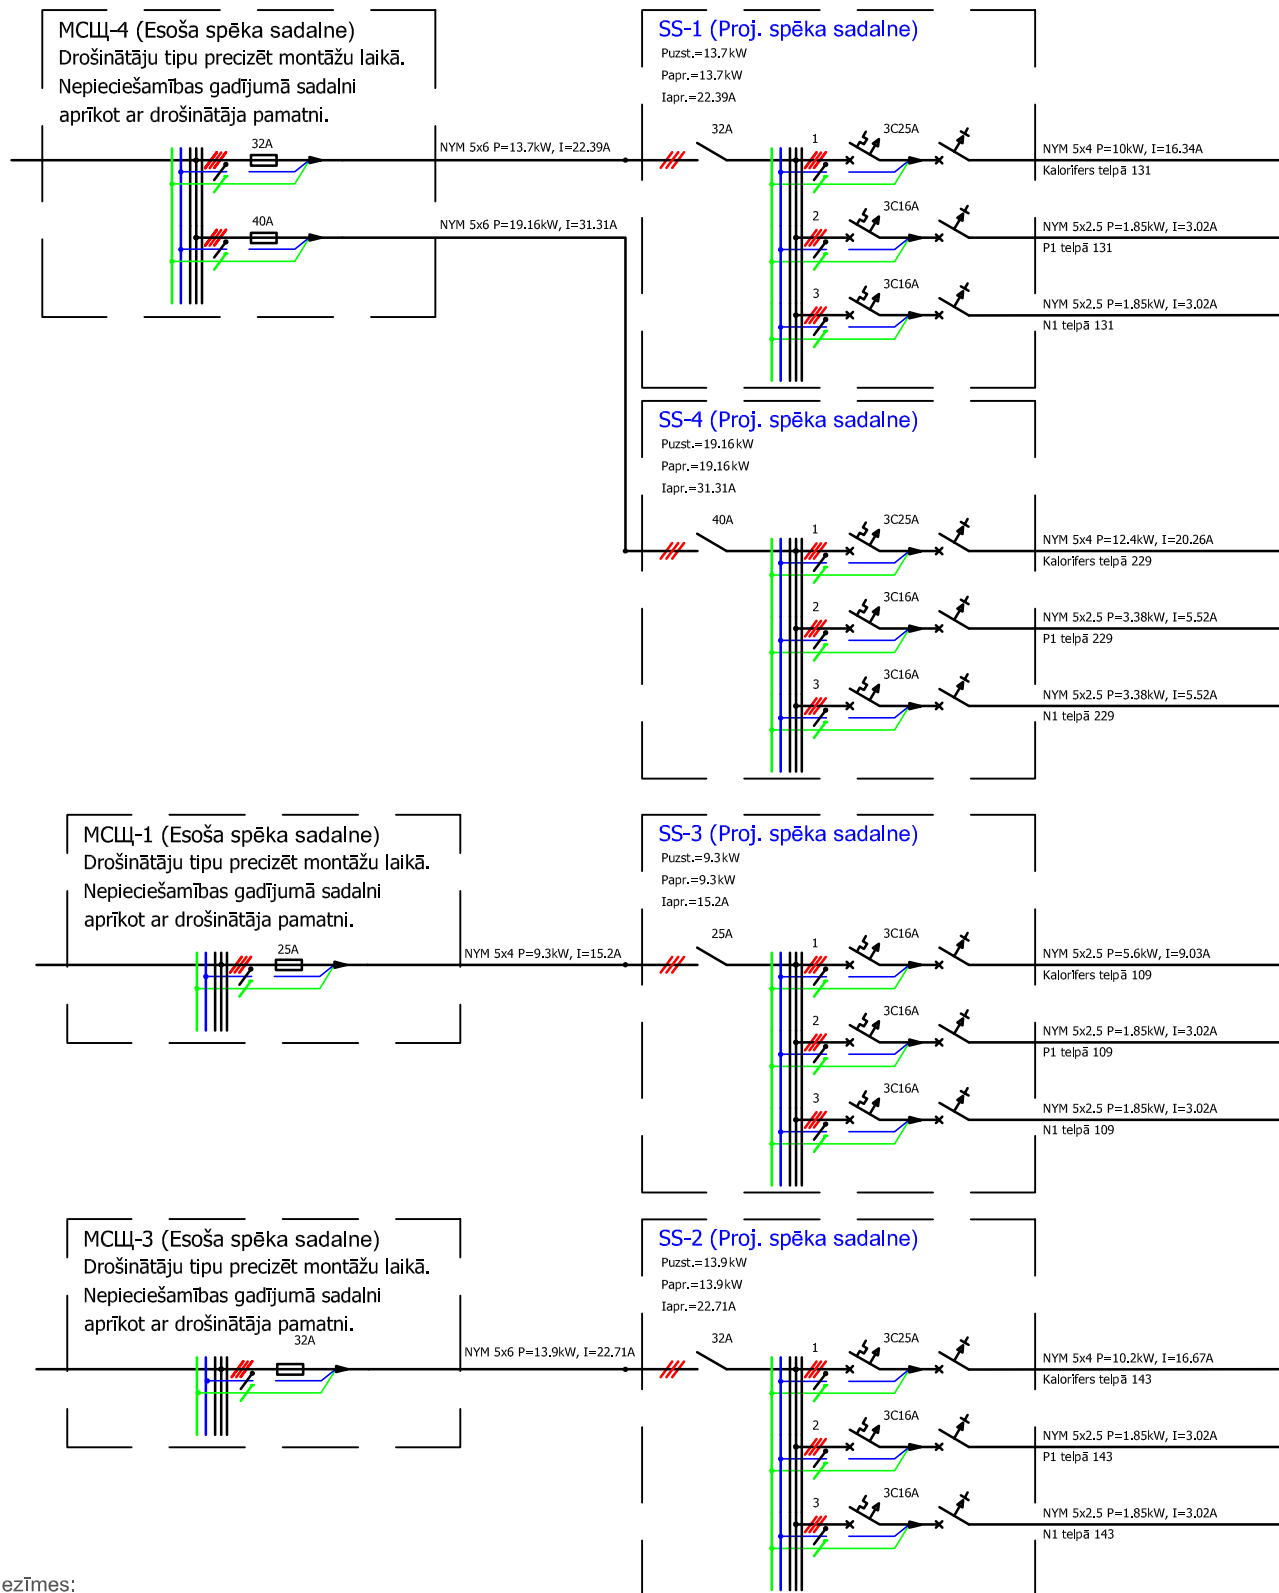 МСЩ-4 (Esoša spēka sadalne)
Drošinātāju tipu precizēt montāžu laikā.
Nepieciešamības gadījumā sadalni
aprīkot ar drošinātāja pamatni.
32A
NYM 5x6 P=13.7kW, I=22.39A
40A
NYM 5x6 P=19.16kW, I=31.31A
SS-1 (Proj. spēka sadalne)
Puzst.=13.7kW
Papr.=13.7kW
Iapr.=22.39A
32A
1
3C25A
NYM 5x4 P=10kW, I=16.34A
Kalorifers telpā 131
2
3C16A
NYM 5x2.5 P=1.85kW, I=3.02A
P1 telpā 131
3
3C16A
NYM 5x2.5 P=1.85kW, I=3.02A
N1 telpā 131
SS-4 (Proj. spēka sadalne)
Puzst.=19.16kW
Papr.=19.16kW
Iapr.=31.31A
40A
1
3C25A
NYM 5x4 P=12.4kW, I=20.26A
Kalorifers telpā 229
2
3C16A
NYM 5x2.5 P=3.38kW, I=5.52A
P1 telpā 229
3
3C16A
NYM 5x2.5 P=3.38kW, I=5.52A
N1 telpā 229
МСЩ-1 (Esoša spēka sadalne)
Drošinātāju tipu precizēt montāžu laikā.
Nepieciešamības gadījumā sadalni
aprīkot ar drošinātāja pamatni.
25A
NYM 5x4 P=9.3kW, I=15.2A
SS-3 (Proj. spēka sadalne)
Puzst.=9.3kW
Papr.=9.3kW
Iapr.=15.2A
25A
1
3C16A
NYM 5x2.5 P=5.6kW, I=9.03A
Kalorifers telpā 109
2
3C16A
NYM 5x2.5 P=1.85kW, I=3.02A
P1 telpā 109
3
3C16A
NYM 5x2.5 P=1.85kW, I=3.02A
N1 telpā 109
МСЩ-3 (Esoša spēka sadalne)
Drošinātāju tipu precizēt montāžu laikā.
Nepieciešamības gadījumā sadalni
aprīkot ar drošinātāja pamatni.
32A
NYM 5x6 P=13.9kW, I=22.71A
SS-2 (Proj. spēka sadalne)
Puzst.=13.9kW
Papr.=13.9kW
Iapr.=22.71A
32A
1
3C25A
NYM 5x4 P=10.2kW, I=16.67A
Kalorifers telpā 143
2
3C16A
NYM 5x2.5 P=1.85kW, I=3.02A
P1 telpā 143
3
3C16A
NYM 5x2.5 P=1.85kW, I=3.02A
N1 telpā 143
ezīmes: